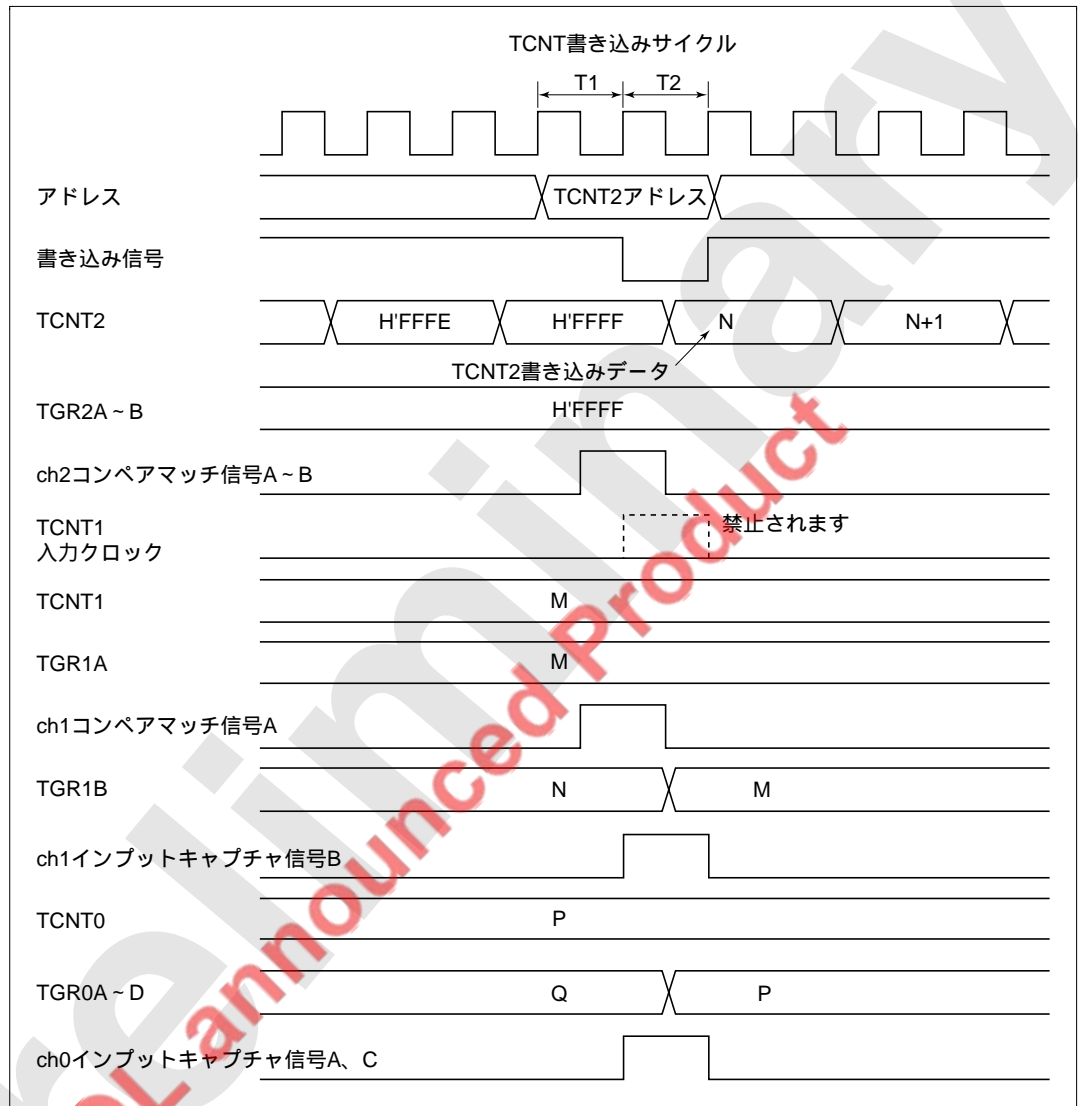 TCNT書き込みサイクル
T1 T2
アドレス TCNT2アドレス
書き込み信号
TCNT2 H'FFFE H'FFFF N N+1
TCNT2書き込みデータ
TGR2A～B H'FFFF
ch2コンペアマッチ信号A～B
TCNT1
入力クロック
禁止されます
TCNT1 M
TGR1A M
ch1コンペアマッチ信号A
TGR1B N M
ch1インプットキャプチャ信号B
TCNT0 P
TGR0A～D Q P
ch0インプットキャプチャ信号A、C
reliminary
OL announced Product